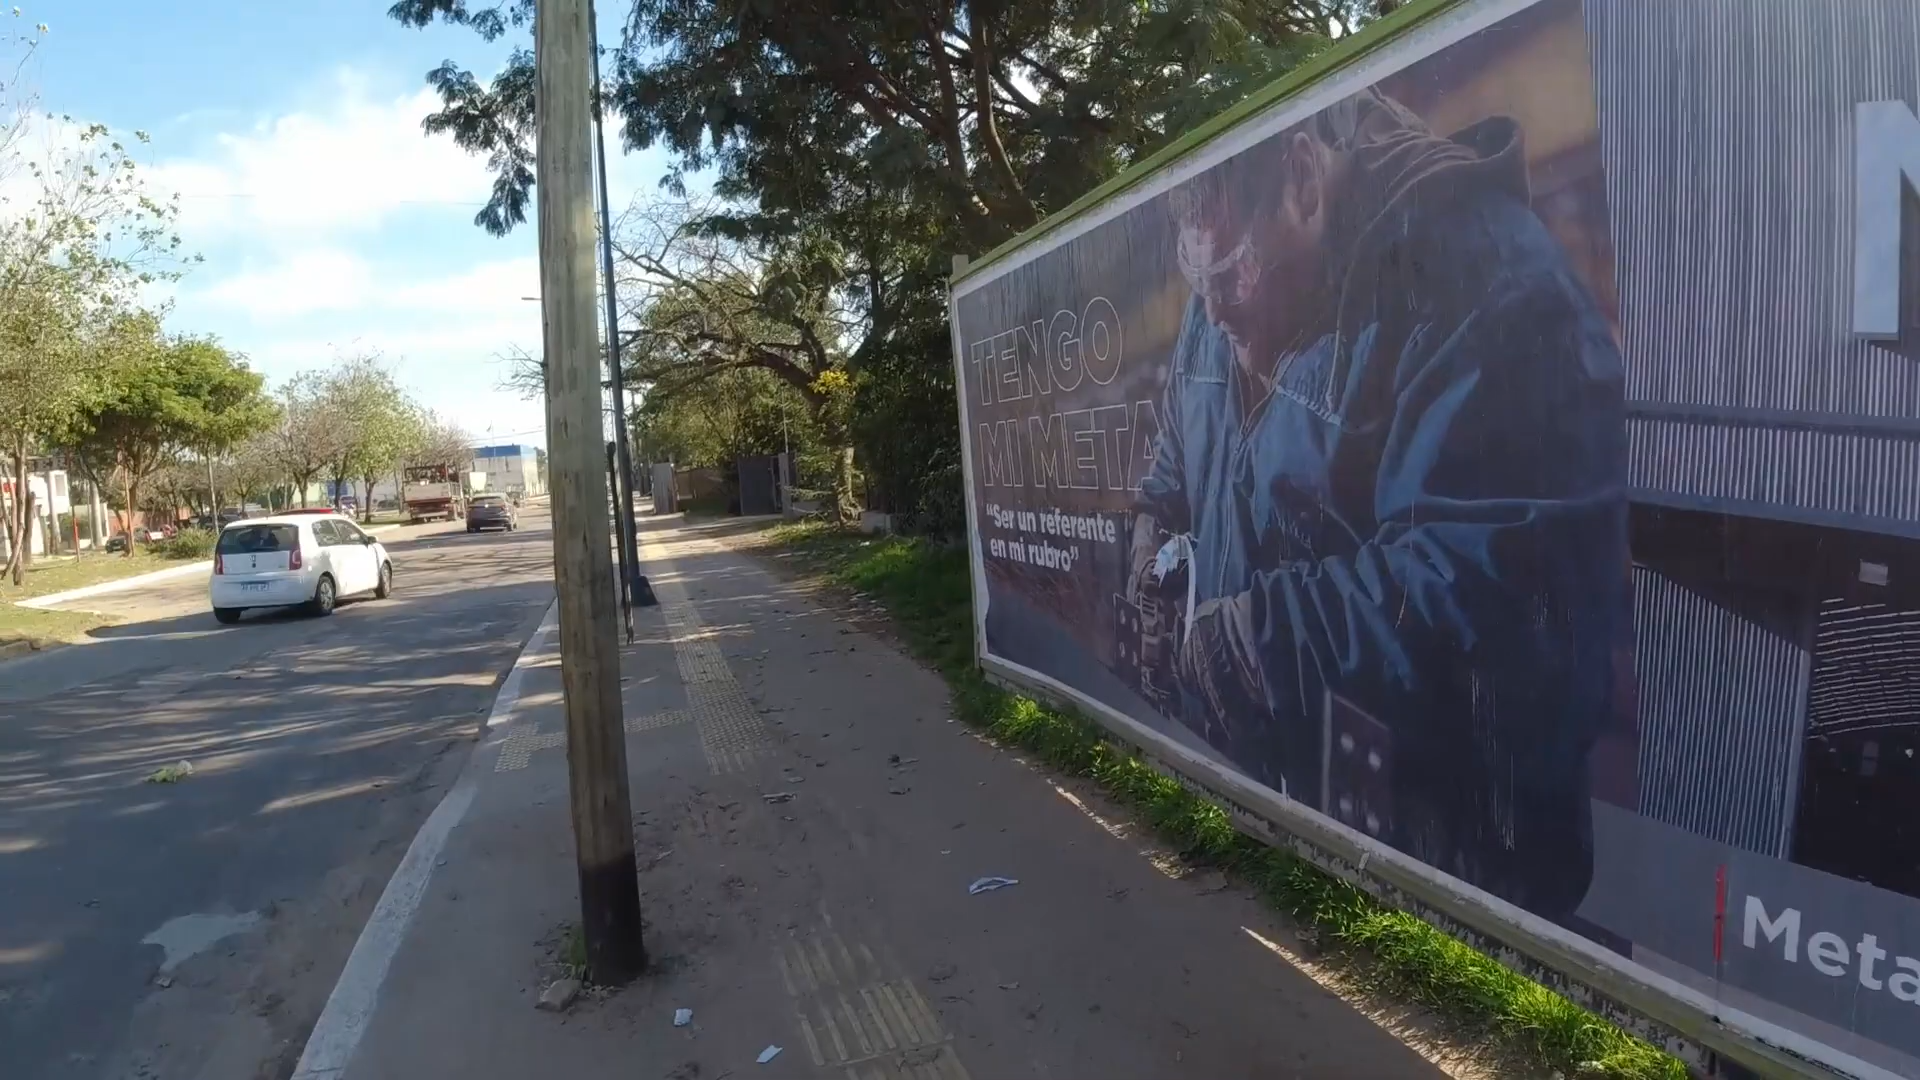 TENGO
MI META
“Ser un referente
en mi rubro”
Meta